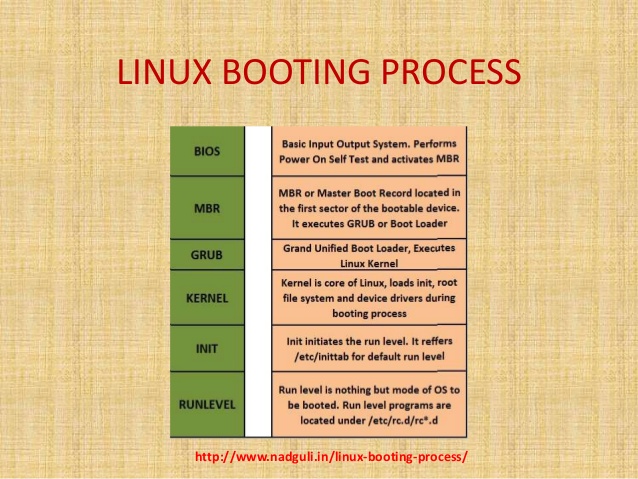 LINUX BOOTING PROCESS
BIOS
Basic Input Output System. Performs
Power On Self Test and activates MBR
MBR
MBR or Master Boot Record located in
the first sector of the bootable device.
It executes GRUB or Boot Loader
GRUB
Grand Unified Boot Loader, Executes
Linux Kernel
KERNEL
Kernel is core of Linux, loads init, root
file system and device drivers during
booting process
INIT
Init initiates the run level. It reffers
/etc/inittab for default run level
RUNLEVEL
Run level is nothing but mode of OS to
be booted. Run level programs are
located under /etc/rc.d/rc*.d
http://www.nadguli.in/linux-booting-process/